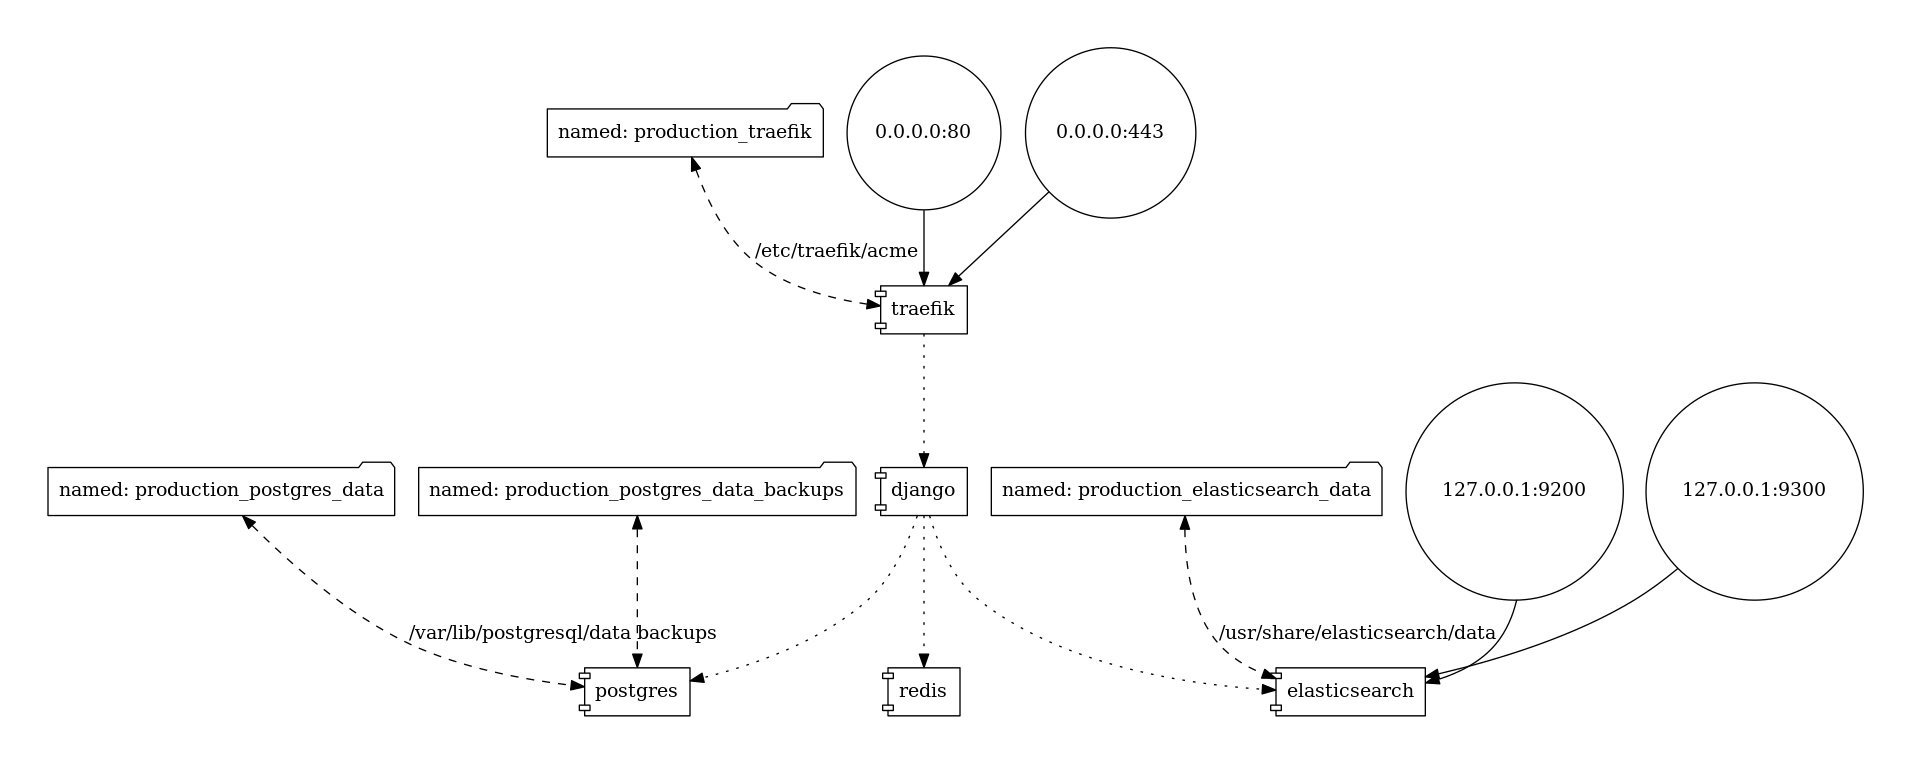 named: production_traefik
0.0.0.0:80
0.0.0.0:443
/etc/traefik/acme
traefik
named: production_postgres_data
named: production_postgres_data_backups
django
named: production_elasticsearch_data
127.0.0.1:9200
127.0.0.1:9300
/var/lib/postgresql/data
backups
/usr/share/elasticsearch/data
postgres
redis
elasticsearch